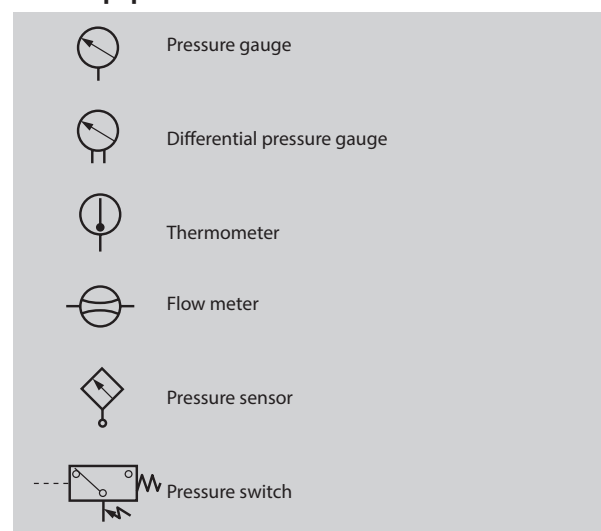 Pressure gauge
Differential pressure gauge
Thermometer
Flow meter
Pressure sensor
Pressure switch